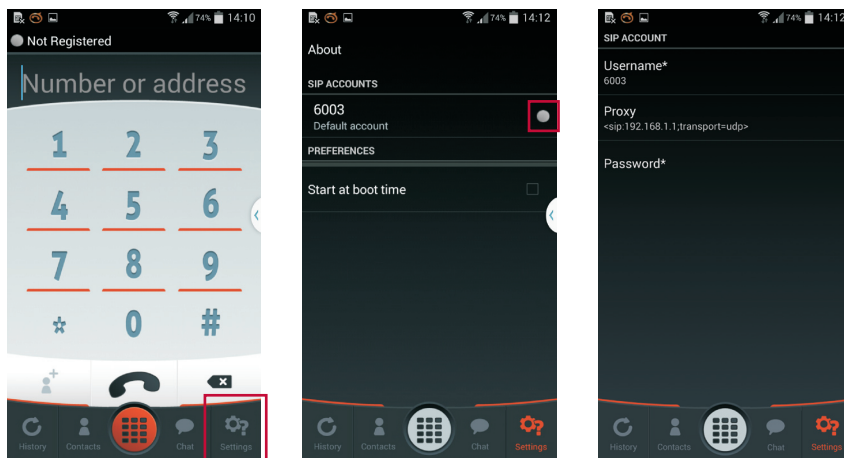 74% 14:10
Not Registered
Number or address
1 2 3
4 5 6
7 8 9
* 0 #
History Contacts Chat Settings
74% 14:12
About
SIP ACCOUNTS
6003
Default account
PREFERENCES
Start at boot time
History Contacts Chat Settings
74% 14:12
SIP ACCOUNT
Username*
6003
Proxy
<sip:192.168.1.1;transport=udp>
Password*
History Contacts Chat Settings